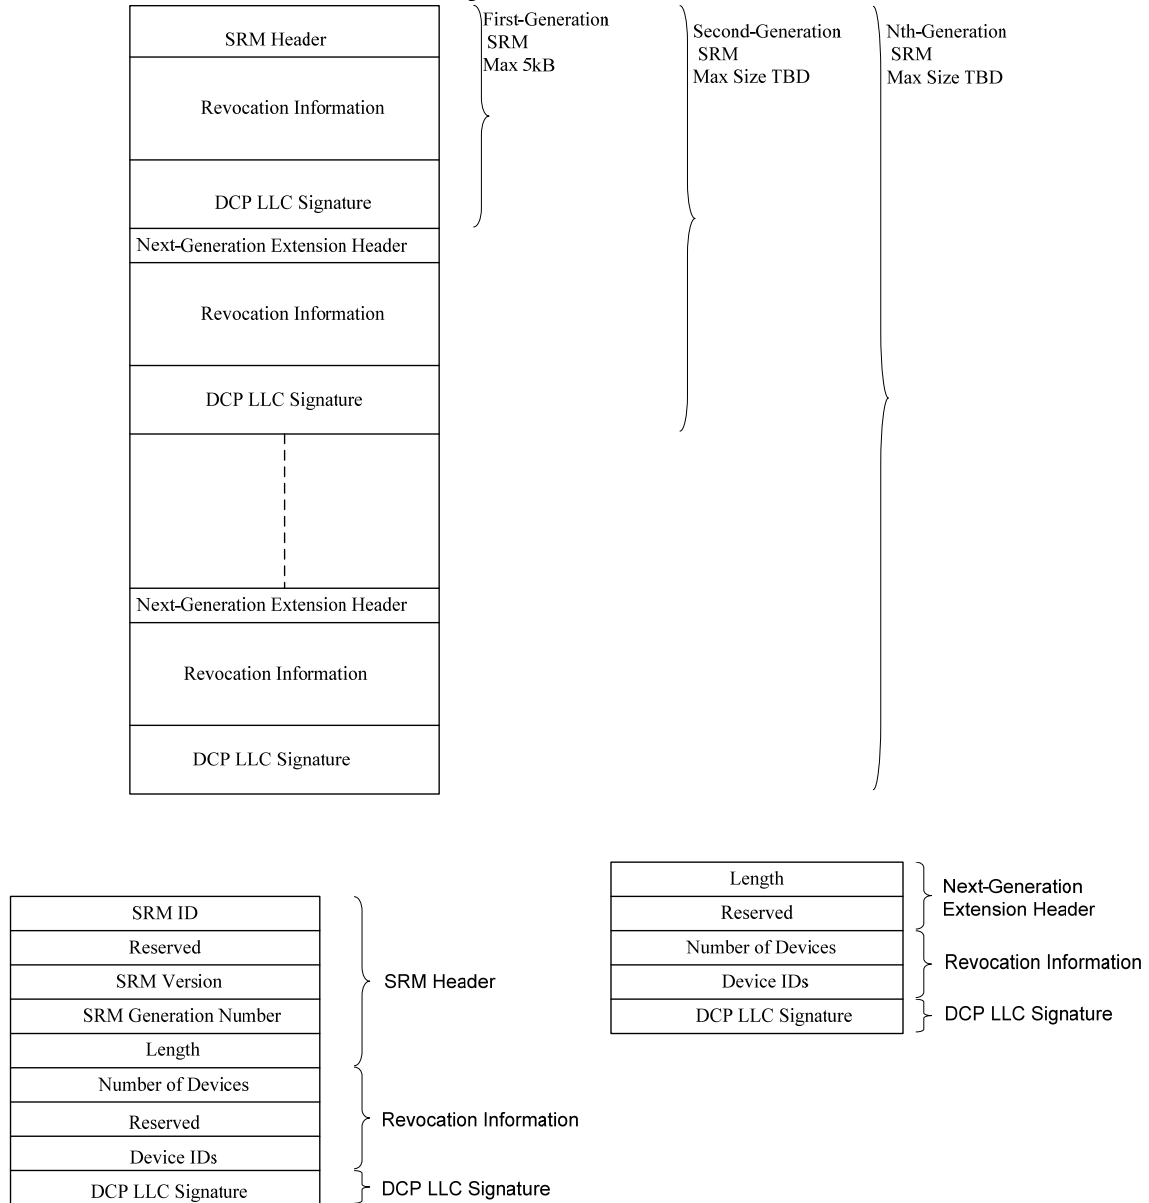 SRM Header
Revocation Information
DCP LLC Signature
Next-Generation Extension Header
Revocation Information
DCP LLC Signature
Next-Generation Extension Header
Revocation Information
DCP LLC Signature
First-Generation
SRM
Max 5kB
Second-Generation
SRM
Max Size TBD
Nth-Generation
SRM
Max Size TBD
SRM ID
Reserved
SRM Version
SRM Generation Number
Length
Number of Devices
Reserved
Device IDs
DCP LLC Signature
SRM Header
Revocation Information
DCP LLC Signature
Length
Reserved
Number of Devices
Device IDs
DCP LLC Signature
Next-Generation
Extension Header
Revocation Information
DCP LLC Signature